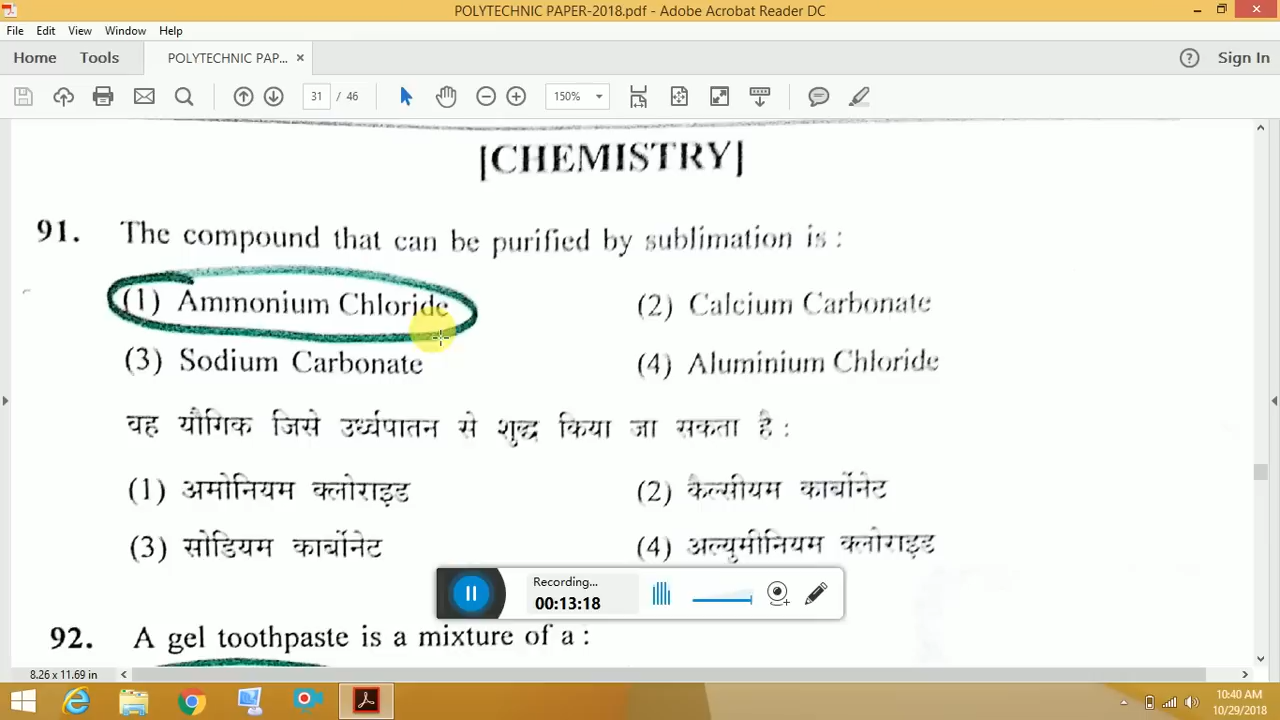 POLYTECHNIC PAPER-2018.pdf - Adobe Acrobat Reader DC
File Edit View Window Help
Home Tools POLYTECHNIC PAP... × Sign In
31 / 46 150%
[CHEMISTRY]
91. The compound that can be purified by sublimation is :
(1) Ammonium Chloride (2) Calcium Carbonate
(3) Sodium Carbonate (4) Aluminium Chloride
वह यौगिक जिसे उर्ध्वपातन से शुद्ध किया जा सकता है :
(1) अमोनियम क्लोराइड (2) कैल्सीयम कार्बोनेट
(3) सोडियम कार्बोनेट (4) अल्युमीनियम क्लोराइड
Recording...
00:13:18
92. A gel toothpaste is a mixture of a :
8.26 x 11.69 in
10:40 AM
10/29/2018